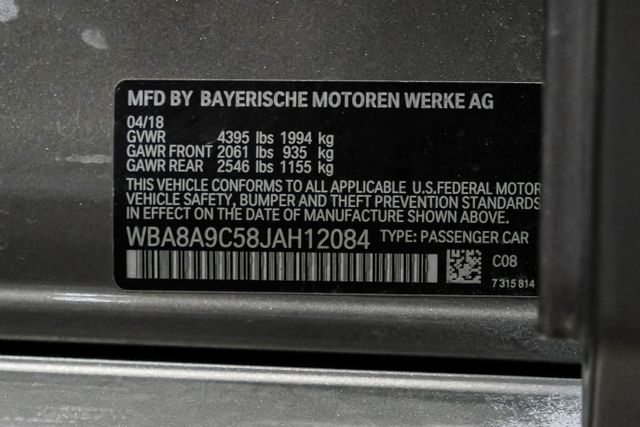 MFD BY BAYERISCHE MOTOREN WERKE AG
04/18
GVWR 4395 lbs 1994 kg
GAWR FRONT 2061 lbs 935 kg
GAWR REAR 2546 lbs 1155 kg
THIS VEHICLE CONFORMS TO ALL APPLICABLE U.S.FEDERAL MOTOR
VEHICLE SAFETY, BUMPER AND THEFT PREVENTION STANDARDS
IN EFFECT ON THE DATE OF MANUFACTURE SHOWN ABOVE.
WBA8A9C58JAH12084 TYPE: PASSENGER CAR
C08
7 315 814